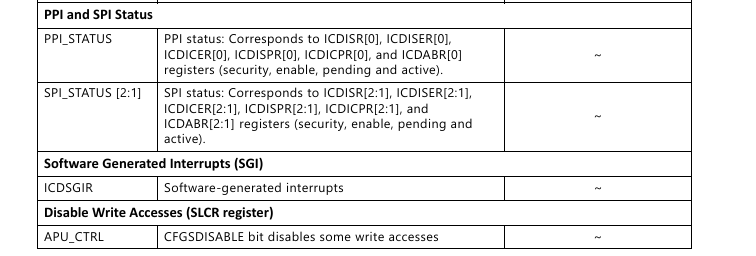 PPI and SPI Status
PPI_STATUS
PPI status: Corresponds to ICDISR[0], ICDISER[0],
ICDICER[0], ICDISPR[0], ICDICPR[0], and ICDABR[0]
registers (security, enable, pending and active).
~
SPI_STATUS [2:1]
SPI status: Corresponds to ICDISR[2:1], ICDISER[2:1],
ICDICER[2:1], ICDISPR[2:1], ICDICPR[2:1], and
ICDABR[2:1] registers (security, enable, pending and
active).
~
Software Generated Interrupts (SGI)
ICDSGIR
Software-generated interrupts
~
Disable Write Accesses (SLCR register)
APU_CTRL
CFGSDISABLE bit disables some write accesses
~